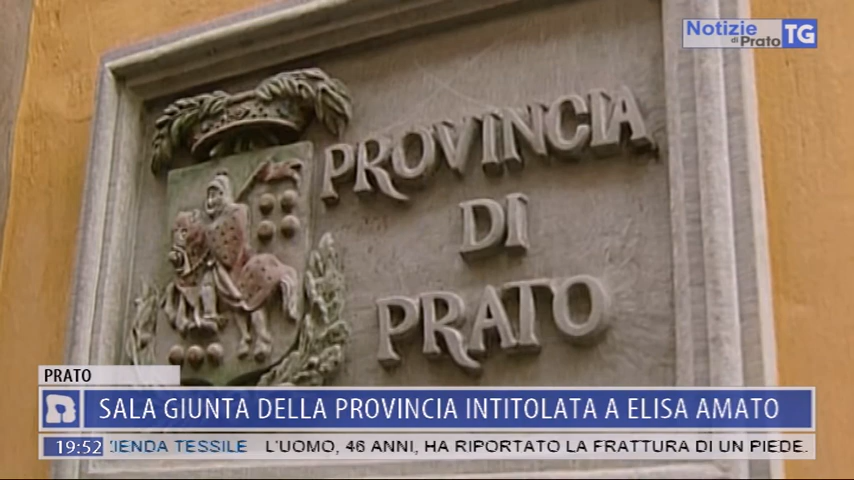 Notizie
di Prato TG
PROVINCIA
DI
PRATO
PRATO
SALA GIUNTA DELLA PROVINCIA INTITOLATA A ELISA AMATO
19:52 IENDA TESSILE L'UOMO, 46 ANNI, HA RIPORTATO LA FRATTURA DI UN PIEDE.